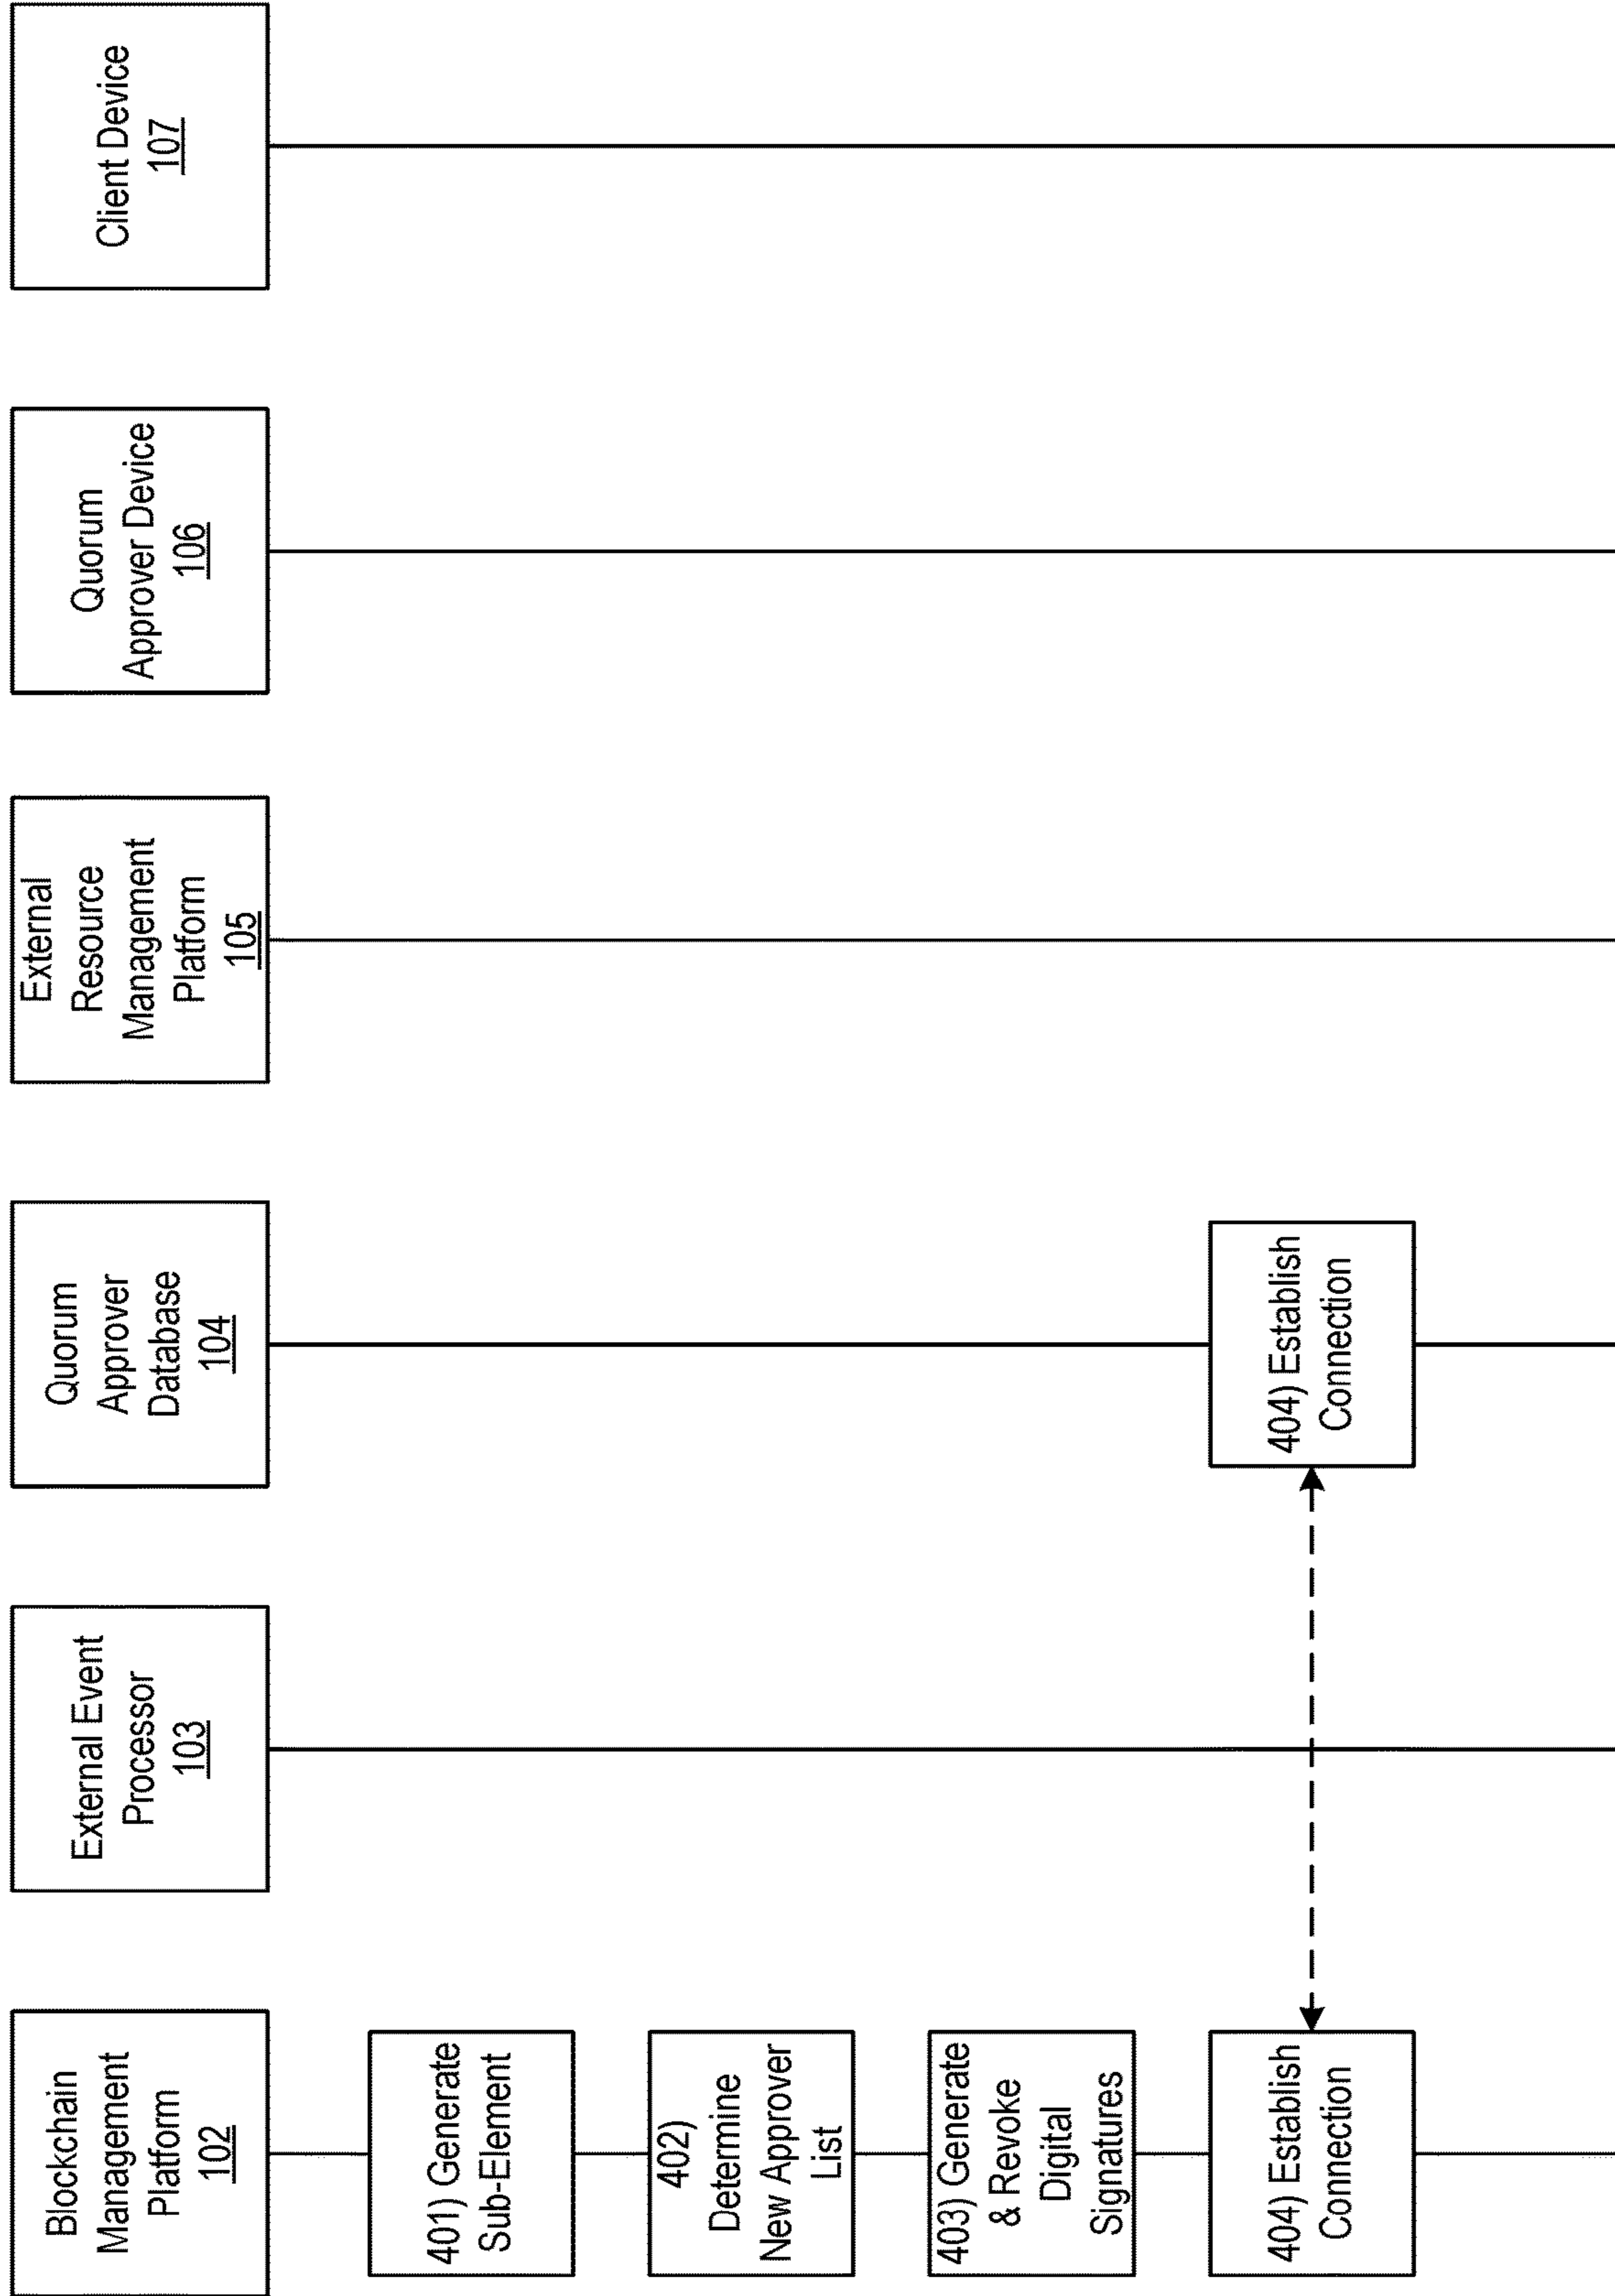 Blockchain
Management
Platform
102
External Event
Processor
103
Quorum
Approver
Database
104
External
Resource
Management
Platform
105
Quorum
Approver Device
106
Client Device
107
401) Generate
Sub-Element
402)
Determine
New Approver
List
403) Generate
& Revoke
Digital
Signatures
404) Establish
Connection
404) Establish
Connection